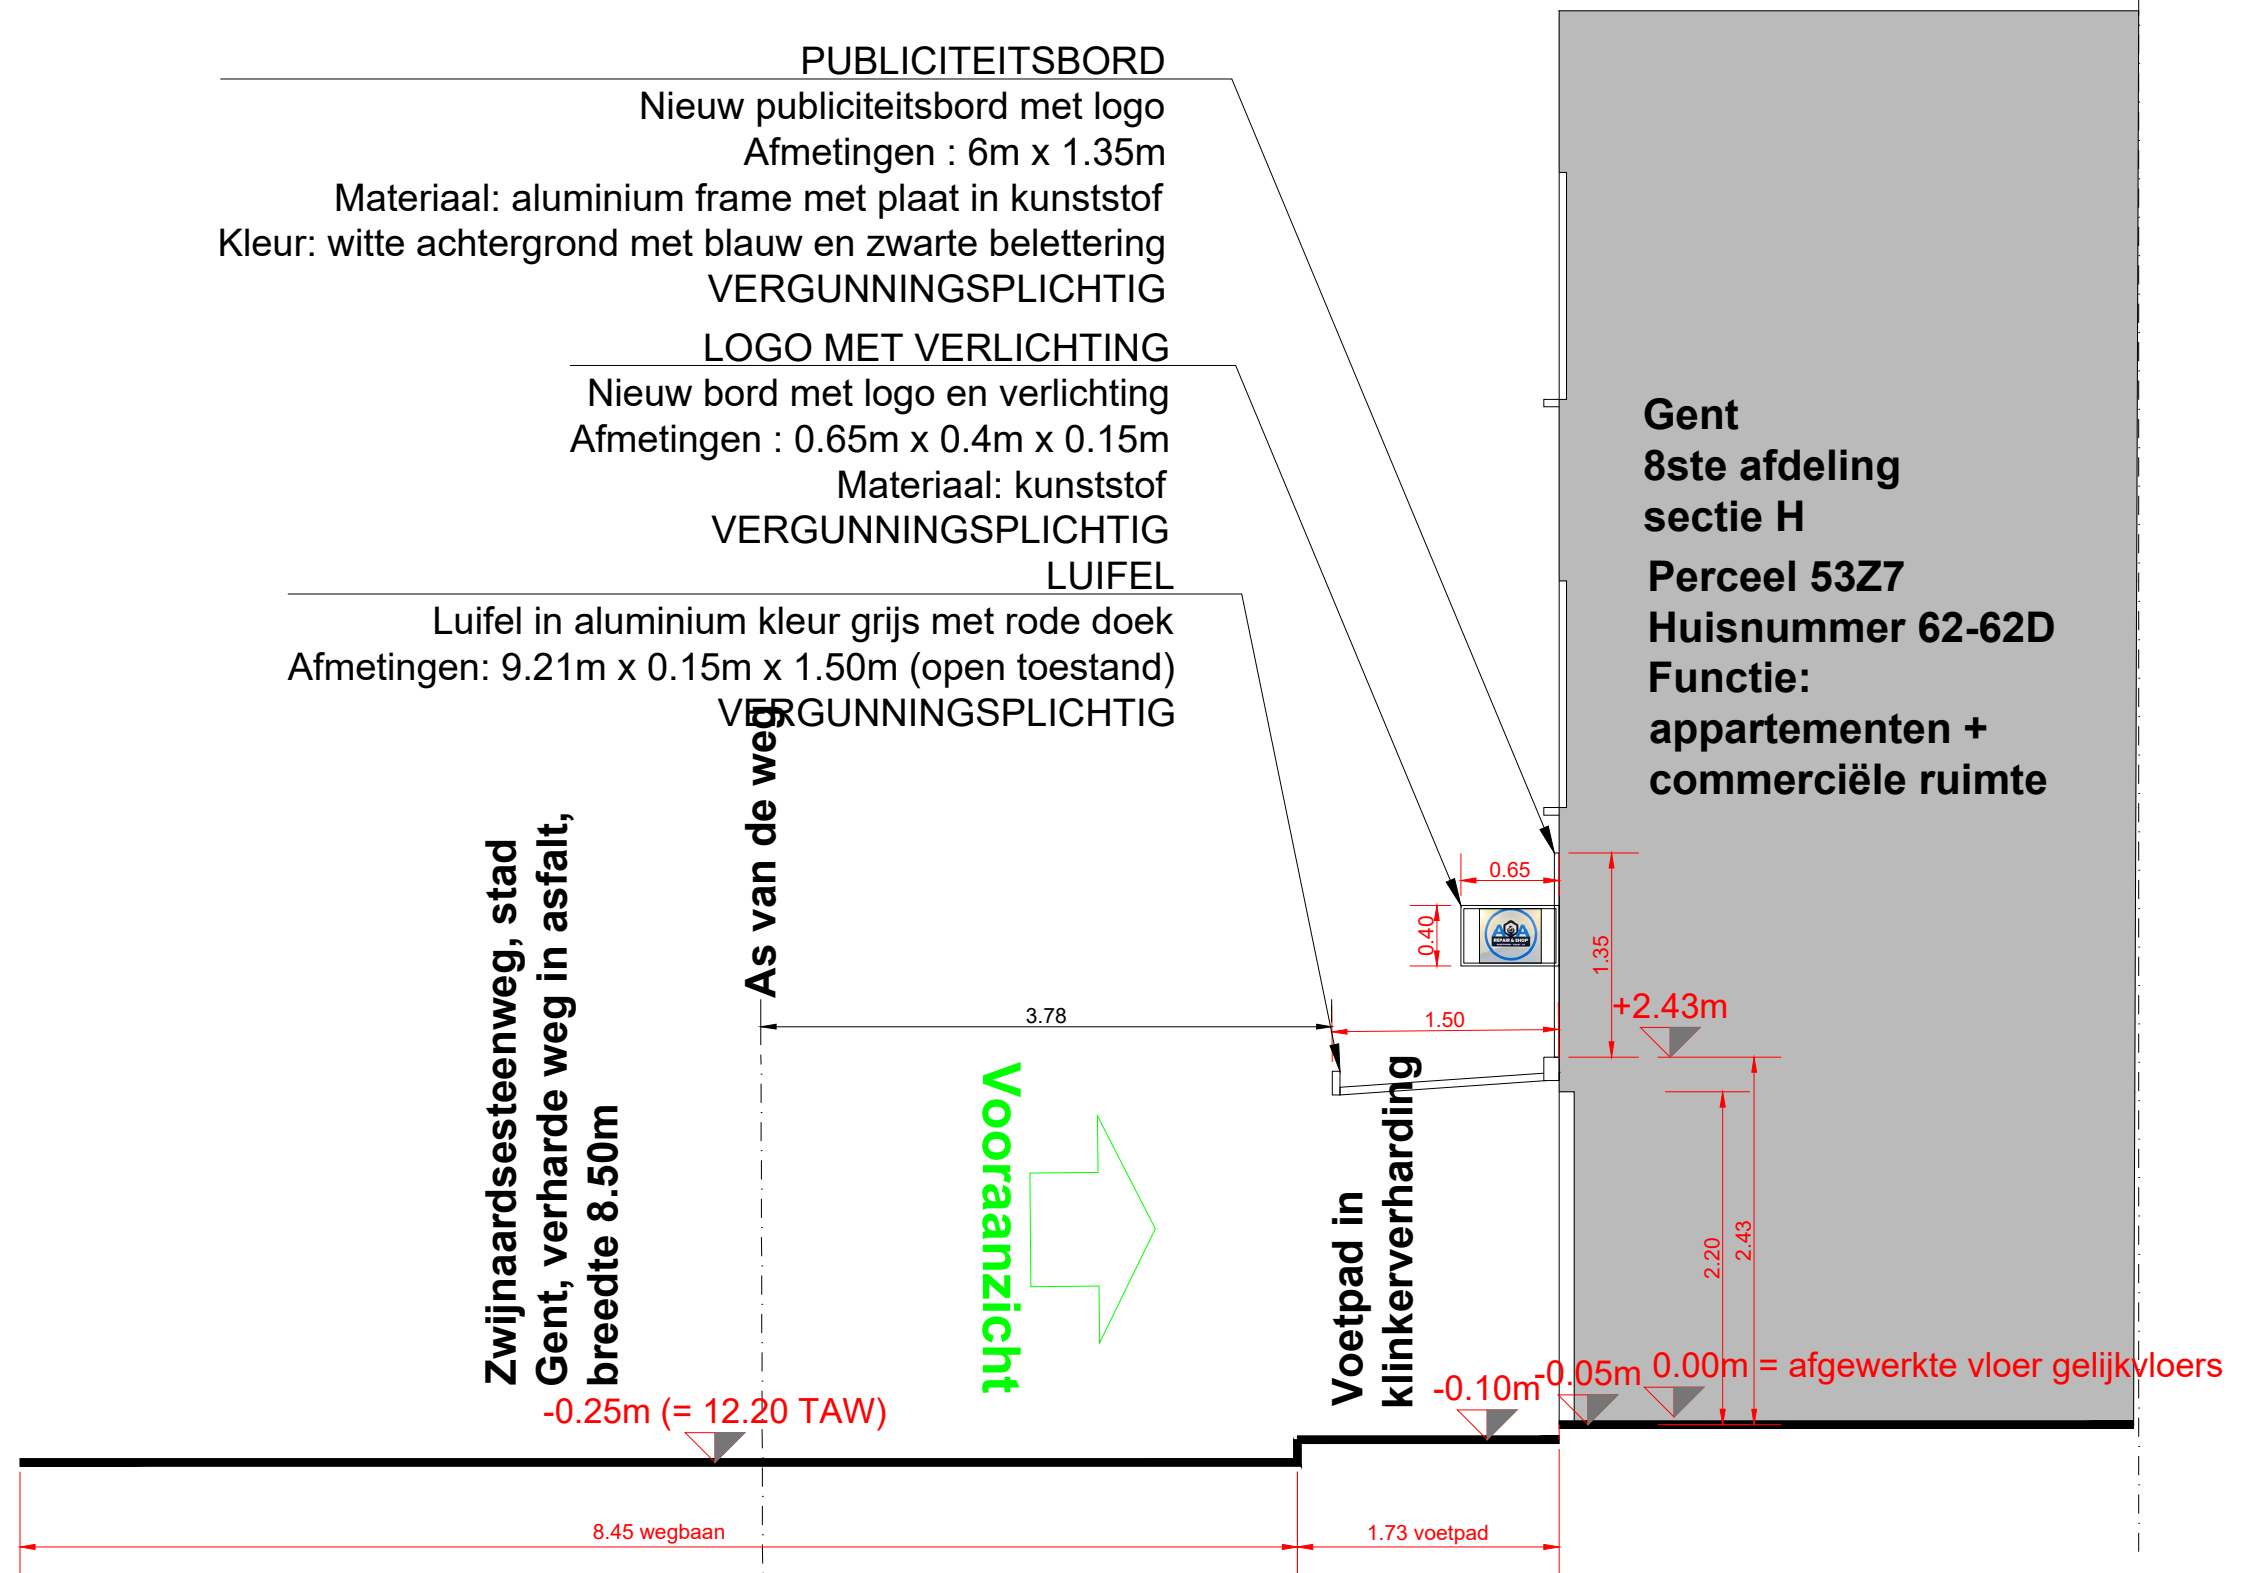 PUBLICITEITSBORD
Nieuw publiciteitsbord met logo
Afmetingen : 6m x 1.35m
Materiaal: aluminium frame met plaat in kunststof
Kleur: witte achtergrond met blauw en zwarte belettering
VERGUNNINGSPLICHTIG
LOGO MET VERLICHTING
Nieuw bord met logo en verlichting
Afmetingen : 0.65m x 0.4m x 0.15m
Materiaal: kunststof
VERGUNNINGSPLICHTIG
LUIFEL
Luifel in aluminium kleur grijs met rode doek
Afmetingen: 9.21m x 0.15m x 1.50m (open toestand)
VERGUNNINGSPLICHTIG
Gent
8ste afdeling
sectie H
Perceel 53Z7
Huisnummer 62-62D
Functie:
appartementen +
commerciële ruimte
As van de weg
Zwijnaardsesteenweg, stad
Gent, verharde weg in asfalt,
breedte 8.50m
0.65
0.40
REPAIR & SHOP
1.35
+2.43m
3.78
1.50
Vooraanzicht
Voetpad in
klinkerverharding
2.20
2.43
-0.25m (= 12.20 TAW)
-0.10m
-0.05m
0.00m = afgewerkte vloer gelijkvloers
8.45 wegbaan
1.73 voetpad